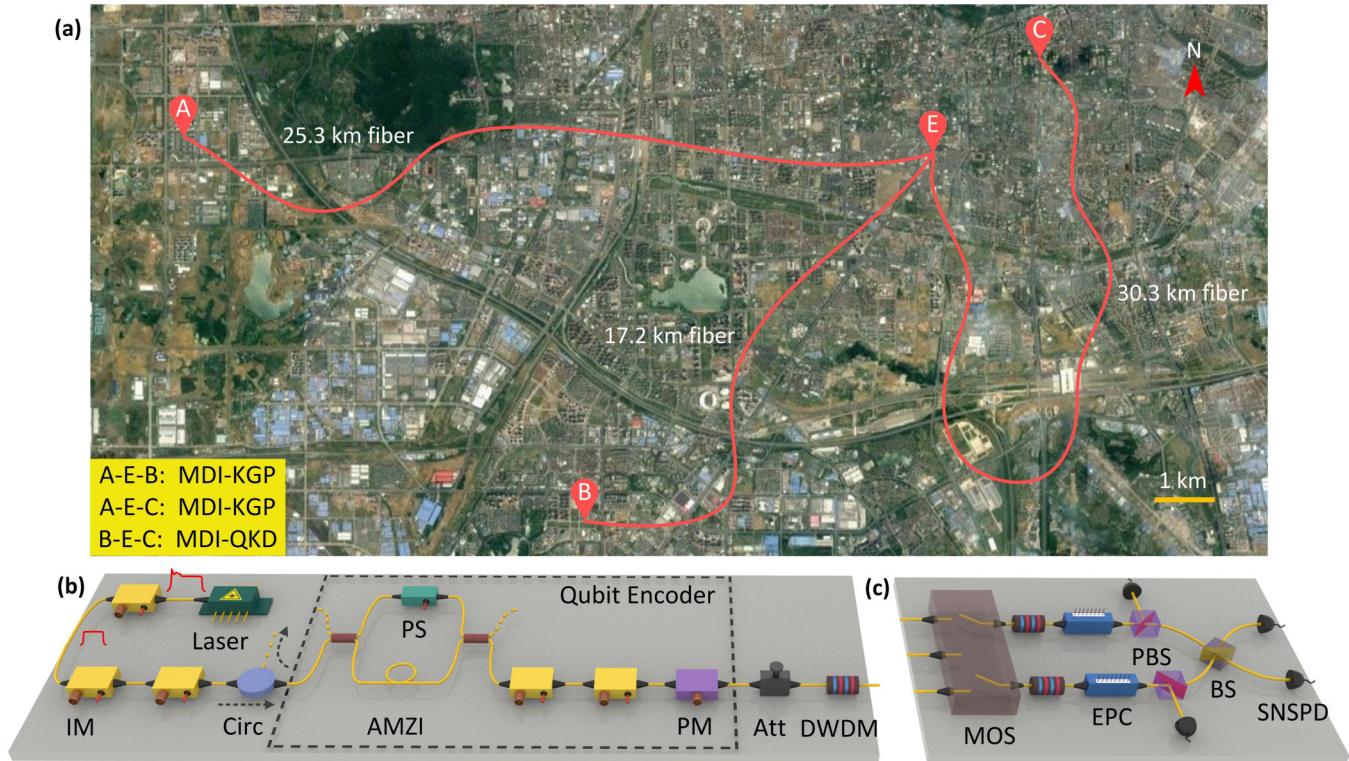 (a)
A
25.3 km fiber
E
C
N
30.3 km fiber
17.2 km fiber
B
1 km
A-E-B: MDI-KGP
A-E-C: MDI-KGP
B-E-C: MDI-QKD
(b)
Laser
Qubit Encoder
PS
IM
Circ
AMZI
PM
Att
DWDM
(c)
PBS
BS
MOS
EPC
SNSPD